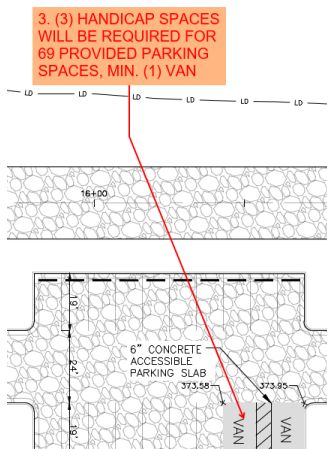 3. (3) HANDICAP SPACES
WILL BE REQUIRED FOR
69 PROVIDED PARKING
SPACES, MIN. (1) VAN
LD LD LD LD LD LD
16+00
19'
24'
6" CONCRETE
ACCESSIBLE
PARKING SLAB
373.58
373.95
19'
VAN
VAN